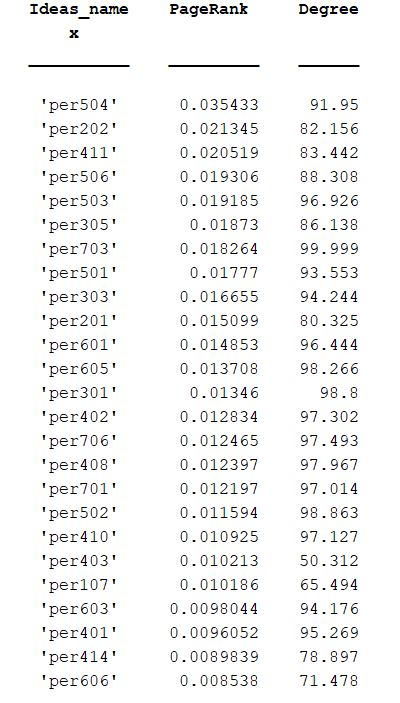 Ideas_name PageRank Degree
x
'per504' 0.035433 91.95
'per202' 0.021345 82.156
'per411' 0.020519 83.442
'per506' 0.019306 88.308
'per503' 0.019185 96.926
'per305' 0.01873 86.138
'per703' 0.018264 99.999
'per501' 0.01777 93.553
'per303' 0.016655 94.244
'per201' 0.015099 80.325
'per601' 0.014853 96.444
'per605' 0.013708 98.266
'per301' 0.01346 98.8
'per402' 0.012834 97.302
'per706' 0.012465 97.493
'per408' 0.012397 97.967
'per701' 0.012197 97.014
'per502' 0.011594 98.863
'per410' 0.010925 97.127
'per403' 0.010213 50.312
'per107' 0.010186 65.494
'per603' 0.0098044 94.176
'per401' 0.0096052 95.269
'per414' 0.0089839 78.897
'per606' 0.008538 71.478